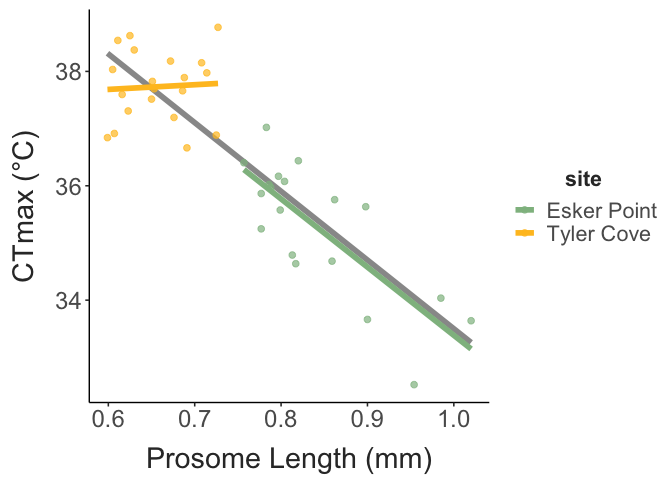 38
36
34
CTmax (°C)
0.6 0.7 0.8 0.9 1.0
Prosome Length (mm)
site
Esker Point
Tyler Cove